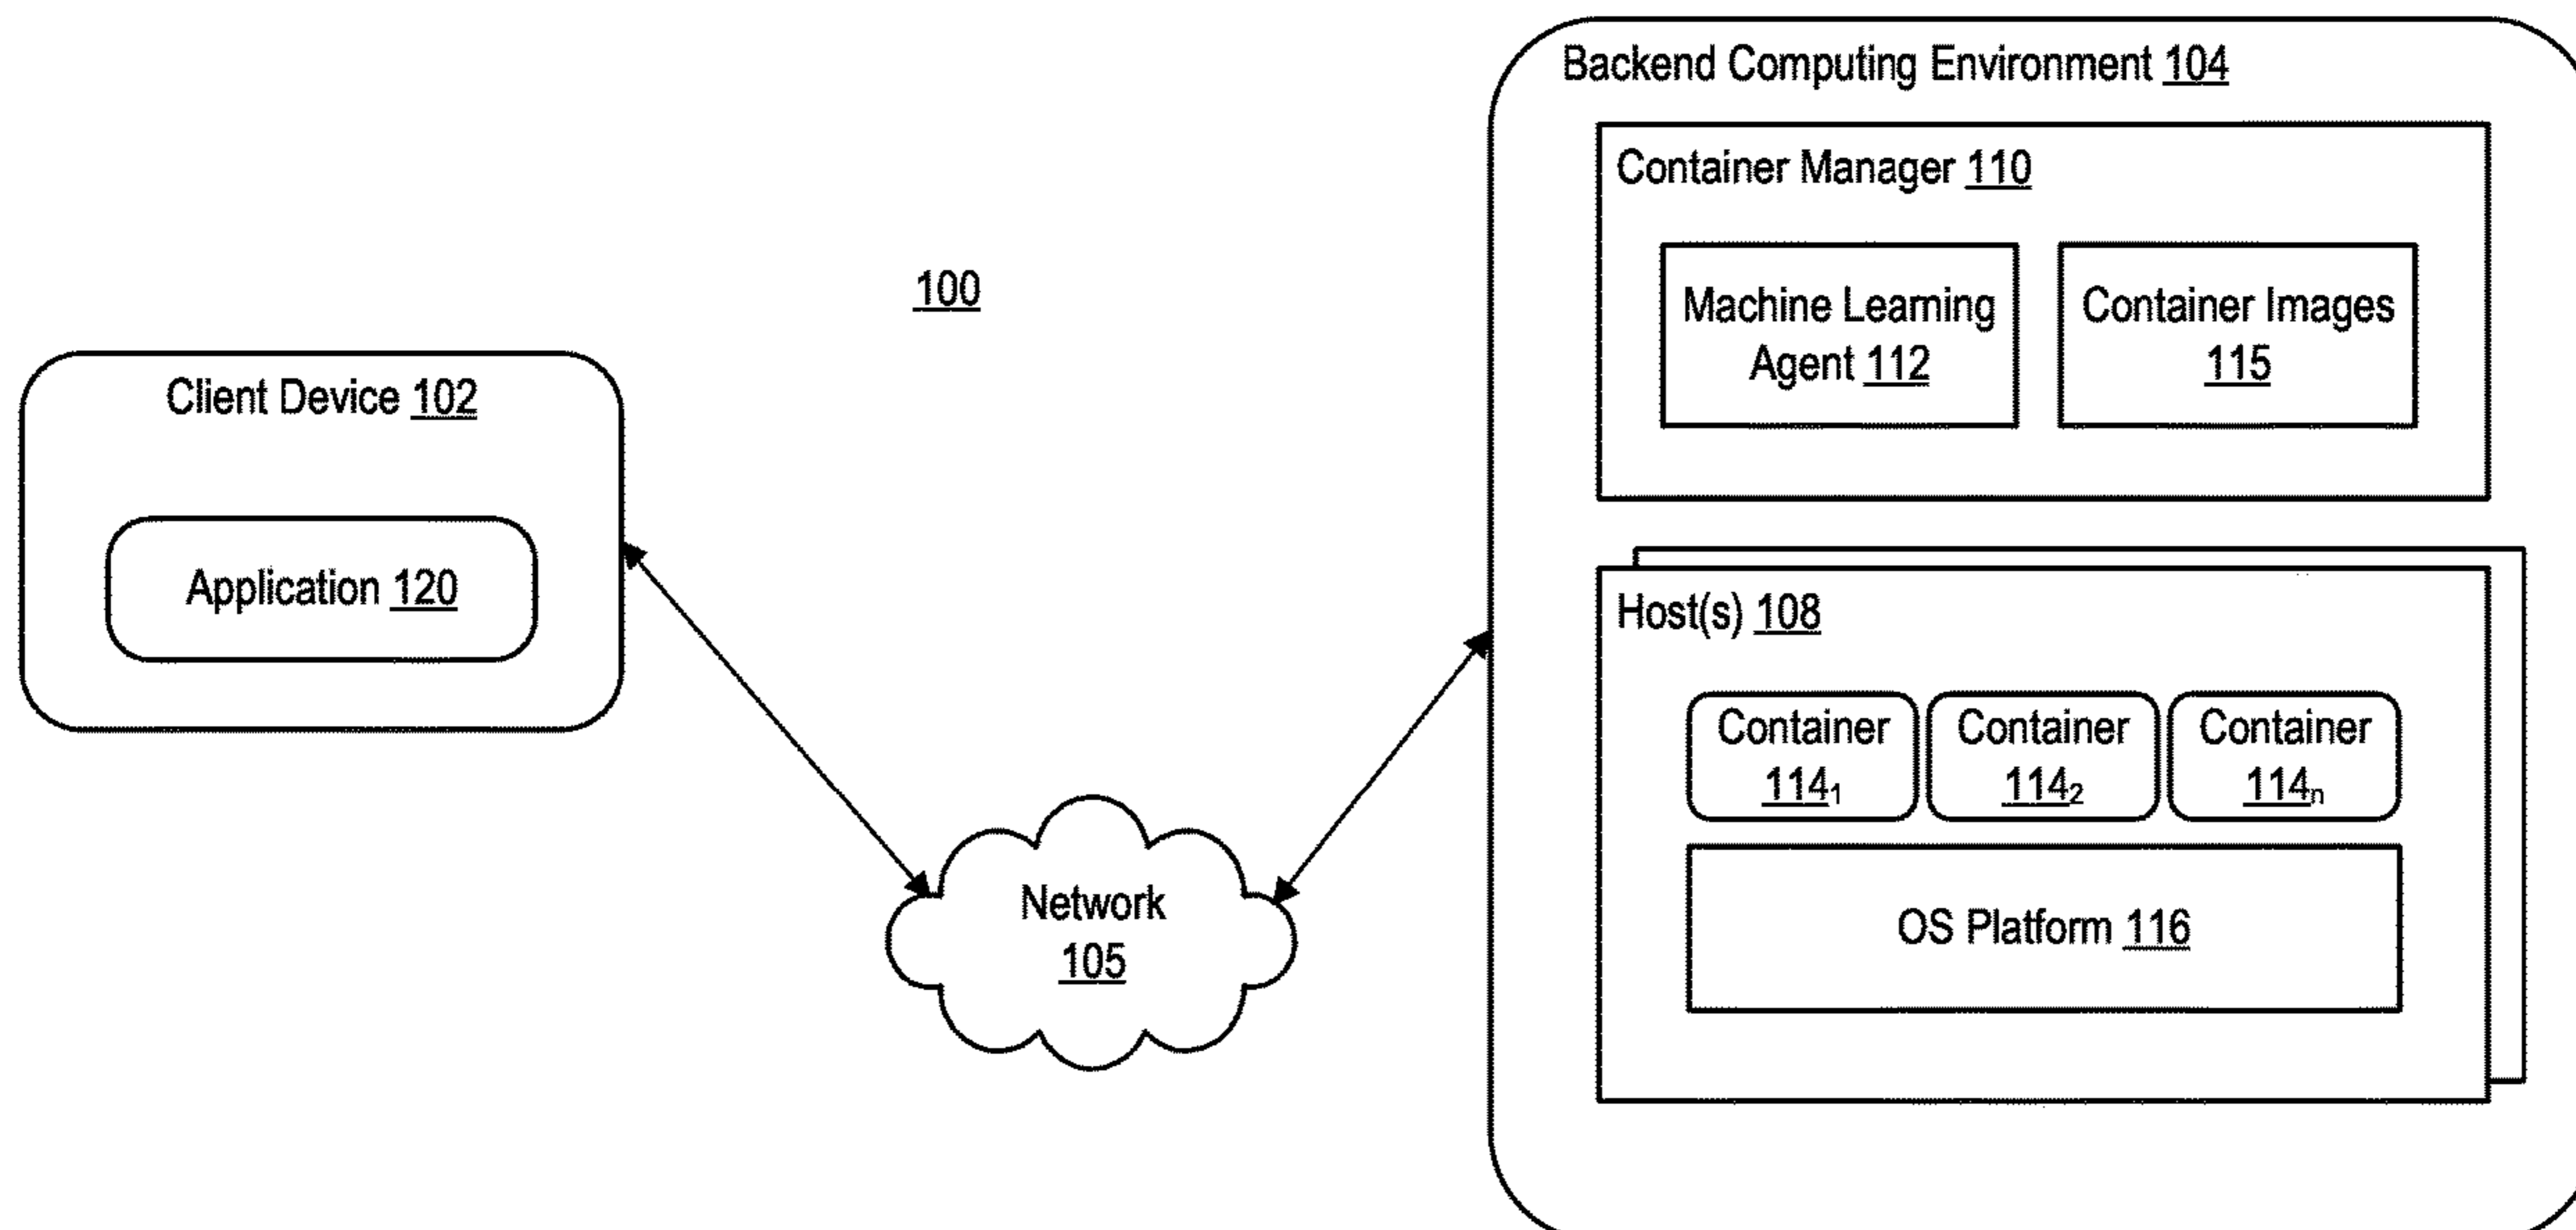 Backend Computing Environment 104
Container Manager 110
Machine Learning
Agent 112
Container Images
115
100
Client Device 102
Application 120
Host(s) 108
Container
114₁
Container
114₂
Container
114ₙ
OS Platform 116
Network
105